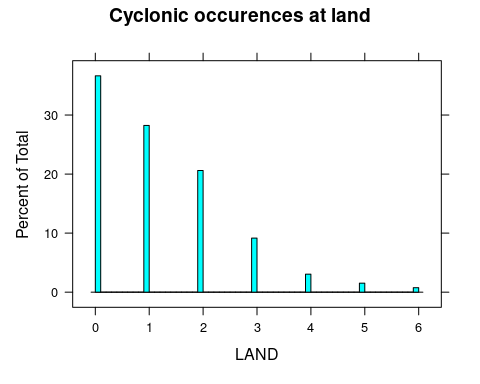 Cyclonic occurences at land
Percent of Total
30
20
10
0
0 1 2 3 4 5 6
LAND